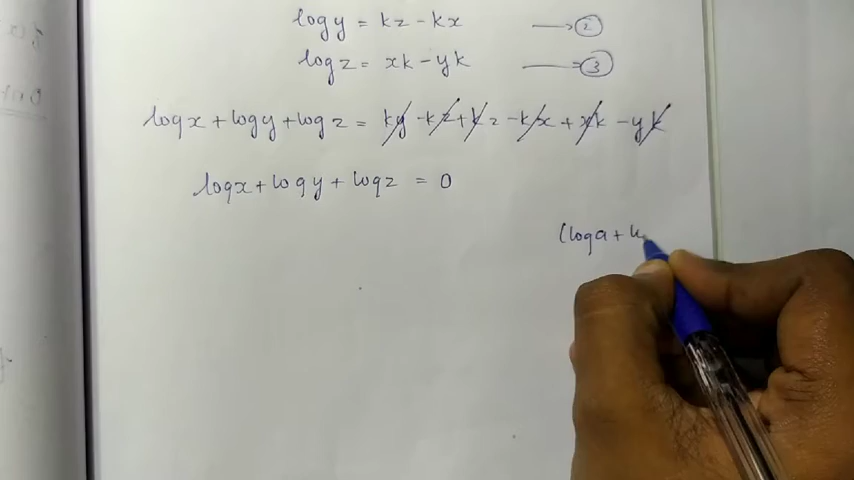 log y = kz - kx → 2
log z = xk - yk → 3
log x + log y + log z = ky - kz + kz - kx + xk - yk
log x + log y + log z = 0
(log a + l